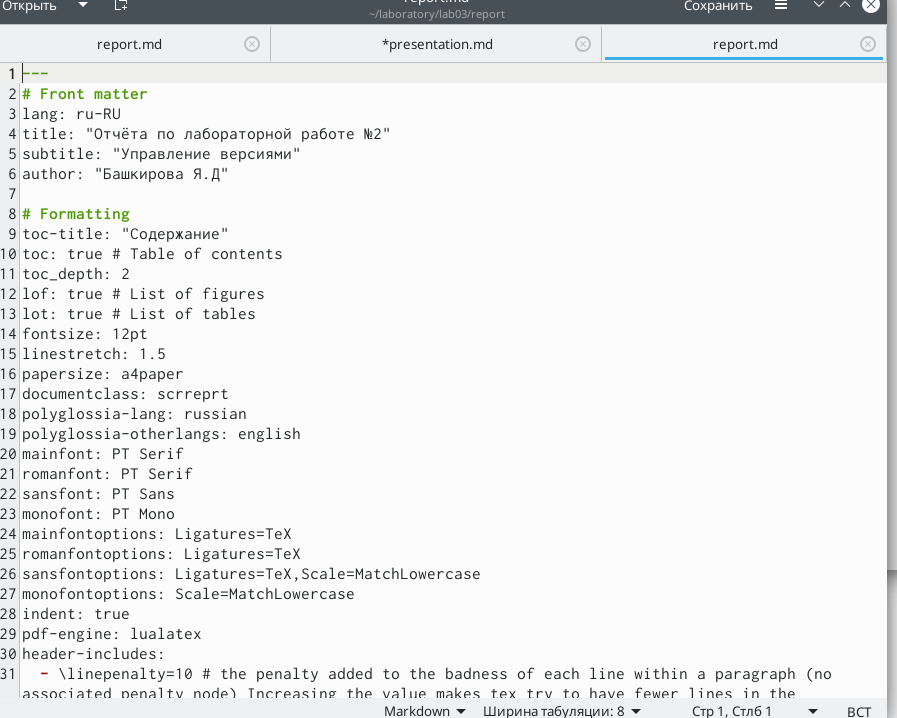 Открыть
report.md
~/laboratory/lab03/report
Сохранить
report.md
*presentation.md
report.md
1 ---
2 # Front matter
3 lang: ru-RU
4 title: "Отчёта по лабораторной работе №2"
5 subtitle: "Управление версиями"
6 author: "Башкирова Я.Д"
7
8 # Formatting
9 toc-title: "Содержание"
10 toc: true # Table of contents
11 toc_depth: 2
12 lof: true # List of figures
13 lot: true # List of tables
14 fontsize: 12pt
15 linestretch: 1.5
16 papersize: a4paper
17 documentclass: scrreprt
18 polyglossia-lang: russian
19 polyglossia-otherlangs: english
20 mainfont: PT Serif
21 romanfont: PT Serif
22 sansfont: PT Sans
23 monofont: PT Mono
24 mainfontoptions: Ligatures=TeX
25 romanfontoptions: Ligatures=TeX
26 sansfontoptions: Ligatures=TeX,Scale=MatchLowercase
27 monofontoptions: Scale=MatchLowercase
28 indent: true
29 pdf-engine: lualatex
30 header-includes:
31 - \linepenalty=10 # the penalty added to the badness of each line within a paragraph (no
associated penalty node) Increasing the value makes tex try to have fewer lines in the
Markdown
Ширина табуляции: 8
Стр 1, Стлб 1
ВСТ